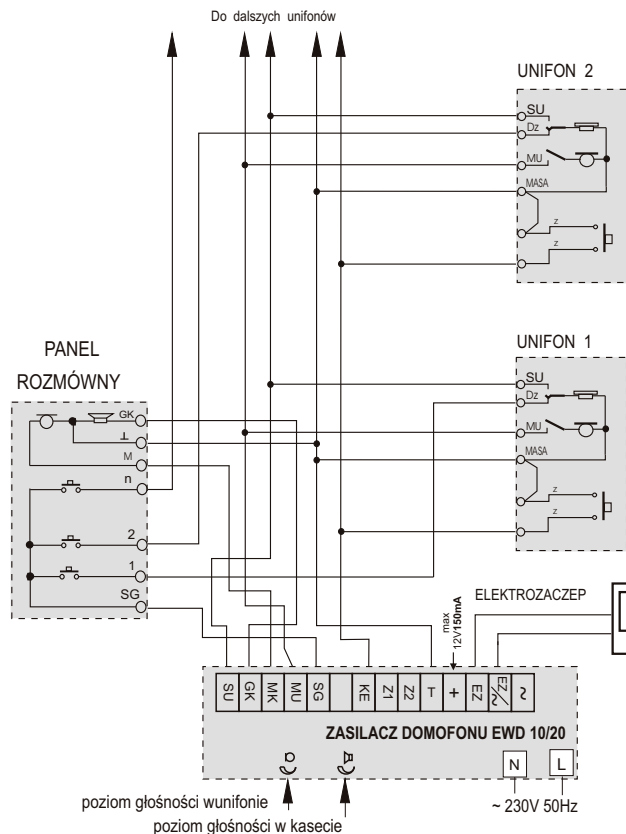 Do dalszych unifonów
UNIFON 2
SU
Dz
MU
MASA
z
z
UNIFON 1
SU
Dz
MU
MASA
z
z
PANEL
ROZMÓWNY
GK
⊥
M
n
2
1
SG
ELEKTROZACZEP
max
12V150mA
SU GK MK MU SG KE Z1 Z2 ⊥ + EZ EZ/~ ~
ZASILACZ DOMOFONU EWD 10/20
N L
poziom głośności wunifonie
poziom głośności w kasecie
~ 230V 50Hz